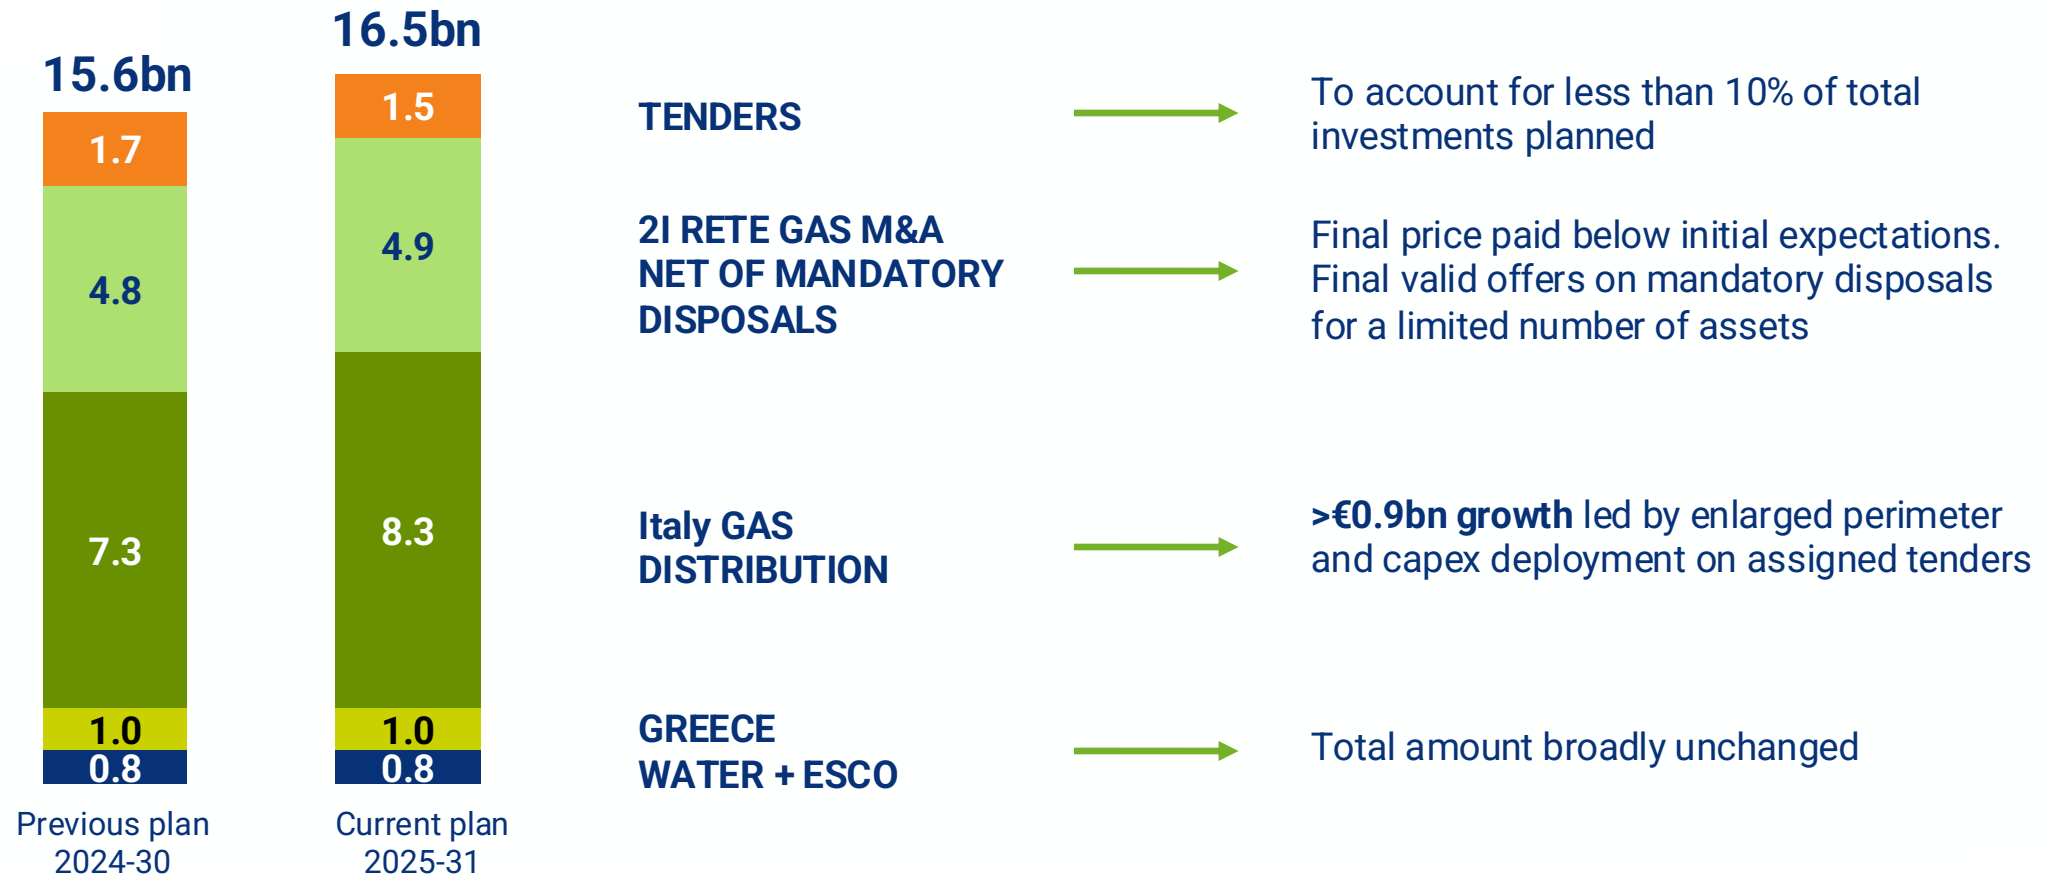 15.6bn
1.7
4.8
7.3
1.0
0.8
Previous plan
2024-30
16.5bn
1.5
4.9
8.3
1.0
0.8
Current plan
2025-31
TENDERS
To account for less than 10% of total
investments planned
2I RETE GAS M&A
NET OF MANDATORY
DISPOSALS
Final price paid below initial expectations.
Final valid offers on mandatory disposals
for a limited number of assets
Italy GAS
DISTRIBUTION
>€0.9bn growth led by enlarged perimeter
and capex deployment on assigned tenders
GREECE
WATER + ESCO
Total amount broadly unchanged